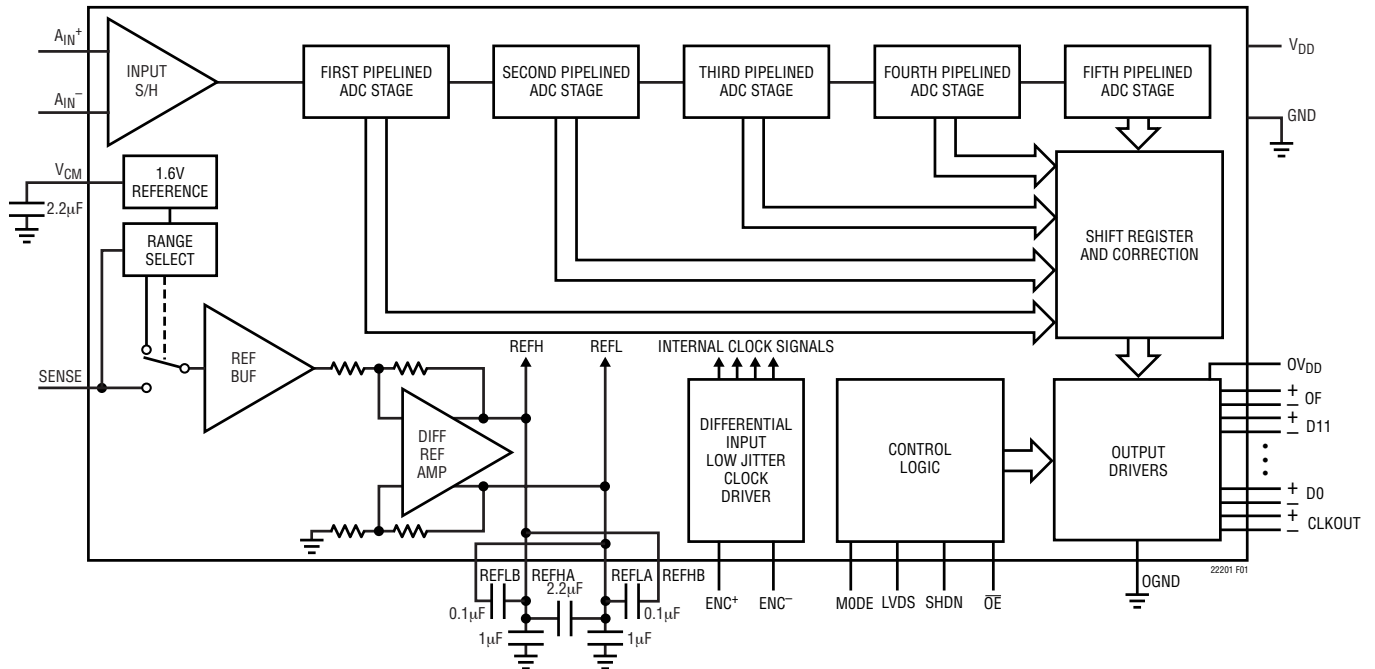 AIN+
AIN–
INPUT
S/H
FIRST PIPELINED
ADC STAGE
SECOND PIPELINED
ADC STAGE
THIRD PIPELINED
ADC STAGE
FOURTH PIPELINED
ADC STAGE
FIFTH PIPELINED
ADC STAGE
VDD
GND
VCM
2.2µF
1.6V
REFERENCE
RANGE
SELECT
SHIFT REGISTER
AND CORRECTION
SENSE
REF
BUF
REFH
REFL
INTERNAL CLOCK SIGNALS
DIFF
REF
AMP
DIFFERENTIAL
INPUT
LOW JITTER
CLOCK
DRIVER
CONTROL
LOGIC
OUTPUT
DRIVERS
OVDD
+
– OF
+
– D11
•
•
•
+
– D0
+
– CLKOUT
22201 F01
REFLB
REFHA
REFLA
REFHB
2.2µF
0.1µF
0.1µF
1µF
1µF
ENC+
ENC–
M0DE
LVDS
SHDN
O̅E̅
OGND